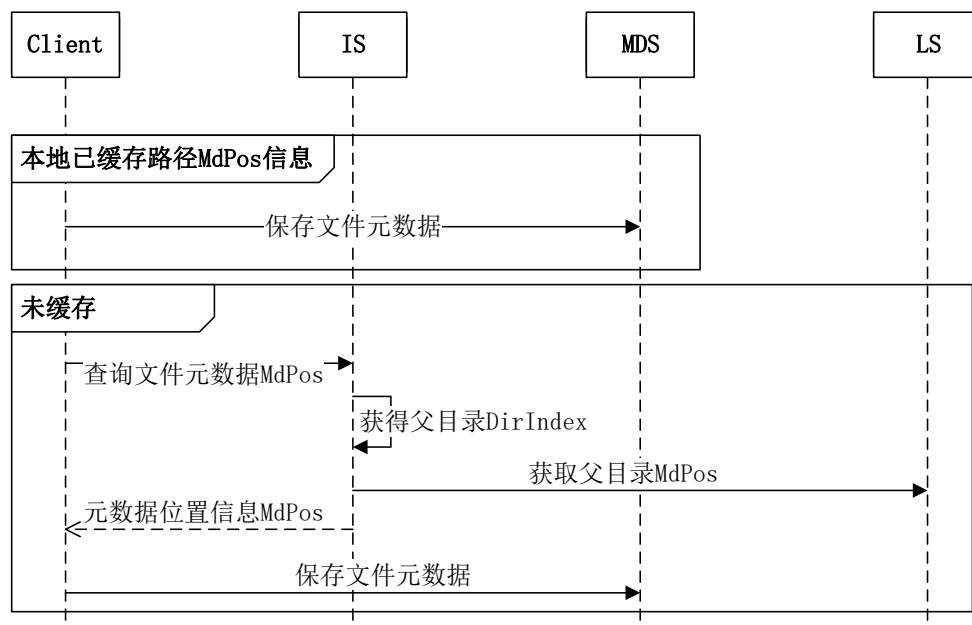 Client
IS
MDS
LS
本地已缓存路径MdPos信息
保存文件元数据
未缓存
查询文件元数据MdPos
获得父目录DirIndex
获取父目录MdPos
元数据位置信息MdPos
保存文件元数据